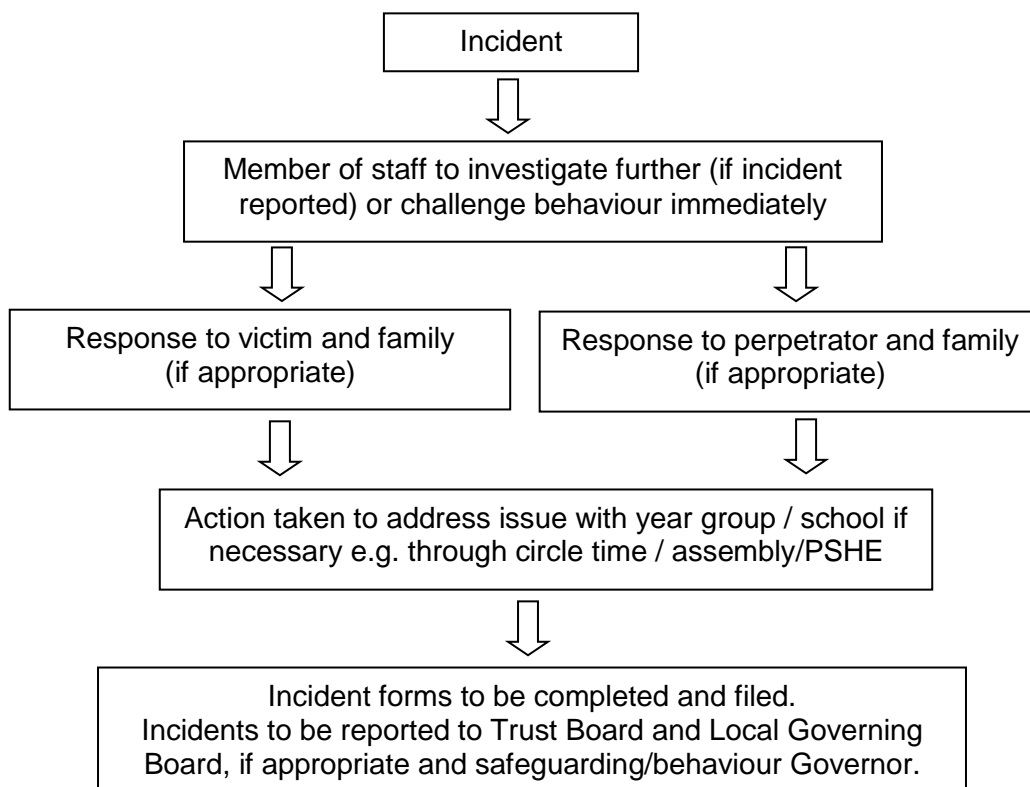 Incident
Member of staff to investigate further (if incident
reported) or challenge behaviour immediately
Response to victim and family
(if appropriate)
Response to perpetrator and family
(if appropriate)
Action taken to address issue with year group / school if
necessary e.g. through circle time / assembly/PSHE
Incident forms to be completed and filed.
Incidents to be reported to Trust Board and Local Governing
Board, if appropriate and safeguarding/behaviour Governor.